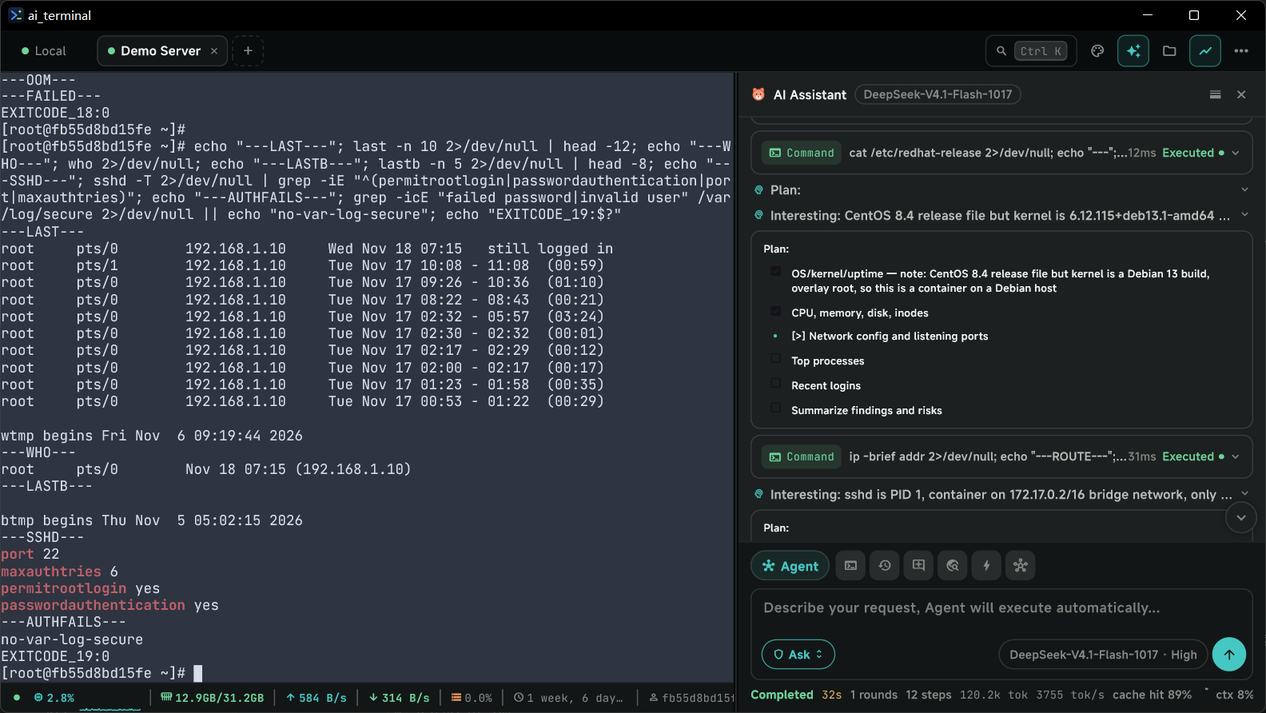 ai_terminal
Local
Demo Server ×
+
Ctrl K
---OOM---
---FAILED---
EXITCODE_18:0
[root@fb55d8bd15fe ~]#
[root@fb55d8bd15fe ~]# echo "---LAST---"; last -n 10 2>/dev/null | head -12; echo "---W
HO---"; who 2>/dev/null; echo "---LASTB---"; lastb -n 5 2>/dev/null | head -8; echo "--
-SSHD---"; sshd -T 2>/dev/null | grep -iE "^(permitrootlogin|passwordauthentication|por
t|maxauthtries)"; echo "---AUTHFAILS---"; grep -icE "failed password|invalid user" /var
/log/secure 2>/dev/null || echo "no-var-log-secure"; echo "EXITCODE_19:$?"
---LAST---
root     pts/0        192.168.1.10     Wed Nov 18 07:15   still logged in
root     pts/1        192.168.1.10     Tue Nov 17 10:08 - 11:08  (00:59)
root     pts/0        192.168.1.10     Tue Nov 17 09:26 - 10:36  (01:10)
root     pts/0        192.168.1.10     Tue Nov 17 08:22 - 08:43  (00:21)
root     pts/0        192.168.1.10     Tue Nov 17 02:32 - 05:57  (03:24)
root     pts/0        192.168.1.10     Tue Nov 17 02:30 - 02:32  (00:01)
root     pts/0        192.168.1.10     Tue Nov 17 02:17 - 02:29  (00:12)
root     pts/0        192.168.1.10     Tue Nov 17 02:00 - 02:17  (00:17)
root     pts/0        192.168.1.10     Tue Nov 17 01:23 - 01:58  (00:35)
root     pts/0        192.168.1.10     Tue Nov 17 00:53 - 01:22  (00:29)
wtmp begins Fri Nov  6 09:19:44 2026
---WHO---
root     pts/0        Nov 18 07:15 (192.168.1.10)
---LASTB---
btmp begins Thu Nov  5 05:02:15 2026
---SSHD---
port 22
maxauthtries 6
permitrootlogin yes
passwordauthentication yes
---AUTHFAILS---
no-var-log-secure
EXITCODE_19:0
[root@fb55d8bd15fe ~]#
2.8%
12.9GB/31.2GB
↑ 584 B/s
↓ 314 B/s
0.0%
1 week, 6 day…
fb55d8bd15f
AI Assistant
DeepSeek-V4.1-Flash-1017
Command cat /etc/redhat-release 2>/dev/null; echo "---";... 12ms Executed
Plan:
Interesting: CentOS 8.4 release file but kernel is 6.12.115+deb13.1-amd64 ...
Plan:
OS/kernel/uptime — note: CentOS 8.4 release file but kernel is a Debian 13 build,
overlay root, so this is a container on a Debian host
CPU, memory, disk, inodes
[>] Network config and listening ports
Top processes
Recent logins
Summarize findings and risks
Command ip -brief addr 2>/dev/null; echo "---ROUTE---";... 31ms Executed
Interesting: sshd is PID 1, container on 172.17.0.2/16 bridge network, only ...
Plan:
Agent
Describe your request, Agent will execute automatically...
Ask
DeepSeek-V4.1-Flash-1017 · High
Completed 32s 1 rounds 12 steps 120.2k tok 3755 tok/s cache hit 89% ctx 8%